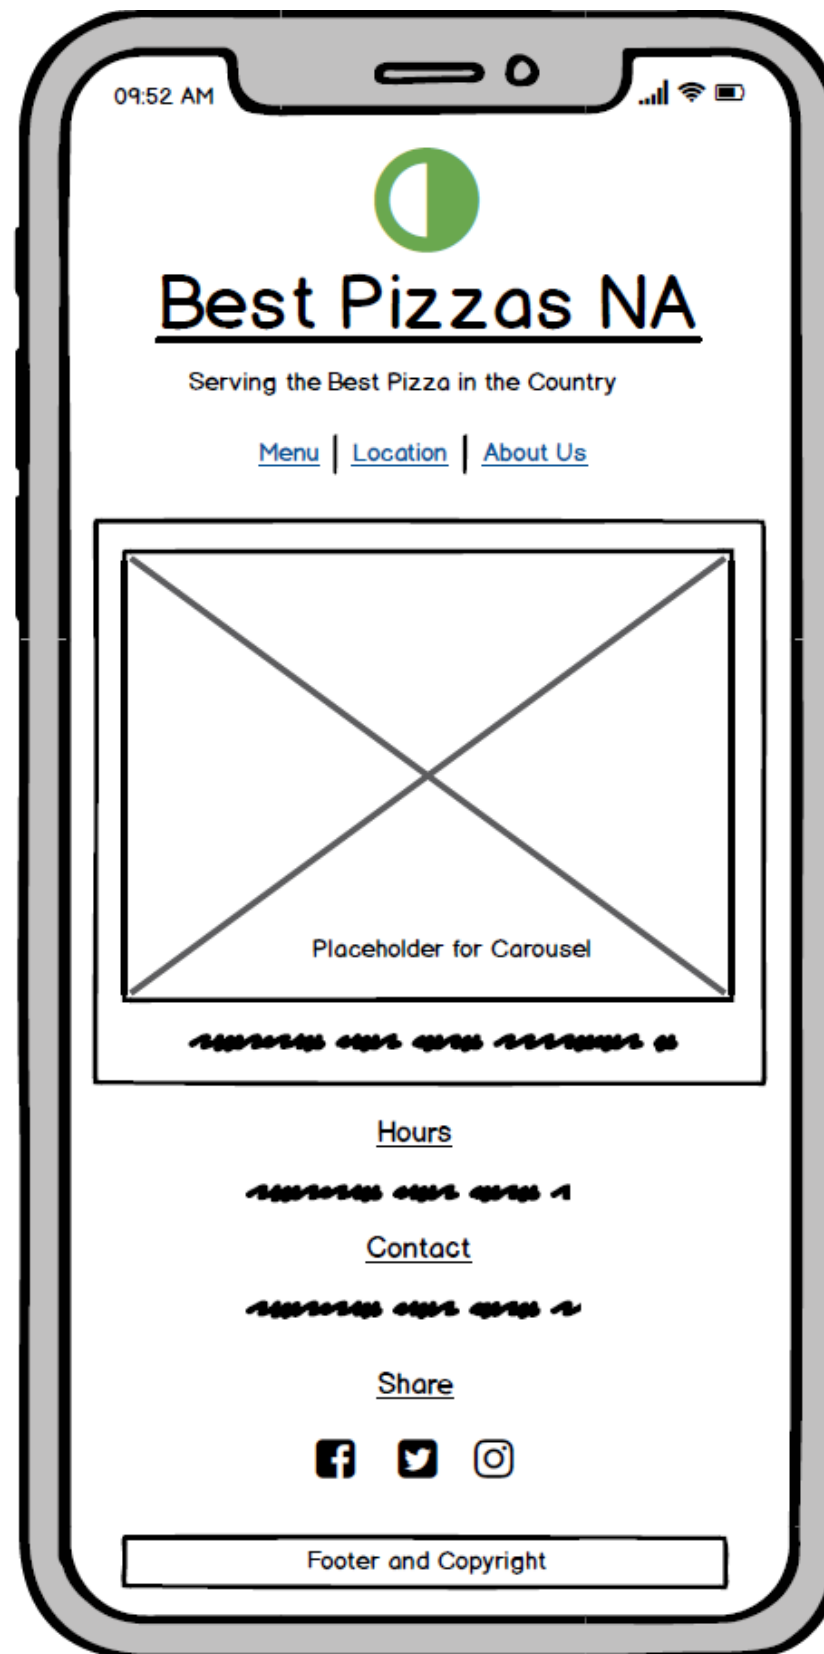 09:52 AM
Best Pizzas NA
Serving the Best Pizza in the Country
Menu | Location | About Us
Placeholder for Carousel
Hours
Contact
Share
Footer and Copyright